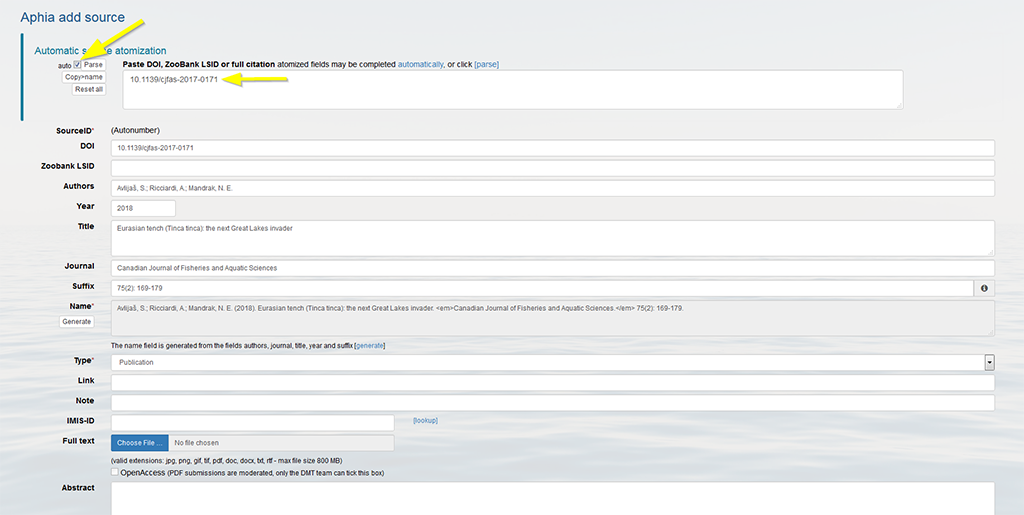 Aphia add source
Automatic s e atomization
auto Parse Paste DOI, ZooBank LSID or full citation atomized fields may be completed automatically, or click [parse]
Copy>name 10.1139/cjfas-2017-0171
Reset all
SourceID* (Autonumber)
DOI 10.1139/cjfas-2017-0171
Zoobank LSID
Authors Avlijaš, S.; Ricciardi, A.; Mandrak, N. E.
Year 2018
Title Eurasian tench (Tinca tinca): the next Great Lakes invader
Journal Canadian Journal of Fisheries and Aquatic Sciences
Suffix 75(2): 169-179
Name* Avlijaš, S.; Ricciardi, A.; Mandrak, N. E. (2018). Eurasian tench (Tinca tinca): the next Great Lakes invader. <em>Canadian Journal of Fisheries and Aquatic Sciences.</em> 75(2): 169-179.
Generate
The name field is generated from the fields authors, journal, title, year and suffix [generate]
Type* Publication
Link
Note
IMIS-ID [lookup]
Full text Choose File ... No file chosen
(valid extensions: jpg, png, gif, tif, pdf, doc, docx, txt, rtf - max file size 800 MB)
OpenAccess (PDF submissions are moderated, only the DMT team can tick this box)
Abstract